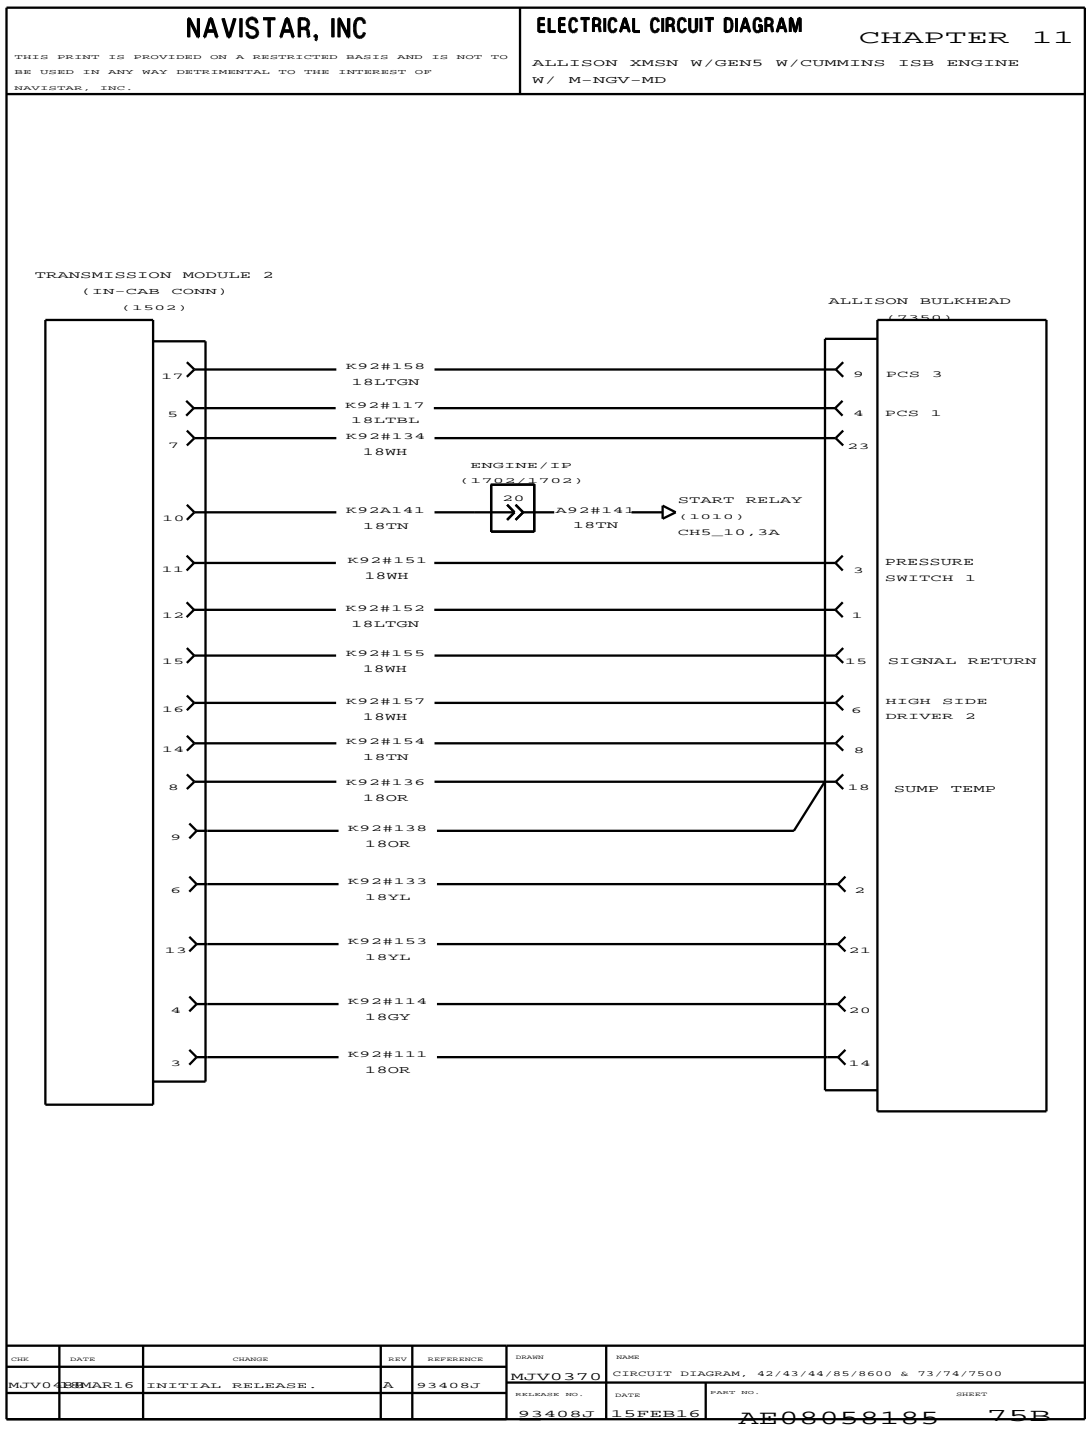 NAVISTAR, INC
THIS PRINT IS PROVIDED ON A RESTRICTED BASIS AND IS NOT TO
BE USED IN ANY WAY DETRIMENTAL TO THE INTEREST OF
NAVISTAR, INC.
ELECTRICAL CIRCUIT DIAGRAM
CHAPTER 11
ALLISON XMSN W/GEN5 W/CUMMINS ISB ENGINE
W/ M-NGV-MD
TRANSMISSION MODULE 2
(IN-CAB CONN)
(1502)
ALLISON BULKHEAD
(7350)
17 K92#158 9 PCS 3
18LTGN
5 K92#117 4 PCS 1
18LTBL
7 K92#134 23
18WH
ENGINE/IP
(1702/1702)
20
START RELAY
10 K92A141 A92#141 (1010)
18TN 18TN CH5_10,3A
11 K92#151 3 PRESSURE
18WH SWITCH 1
12 K92#152 1
18LTGN
15 K92#155 15 SIGNAL RETURN
18WH
16 K92#157 6 HIGH SIDE
18WH DRIVER 2
14 K92#154 8
18TN
8 K92#136 18 SUMP TEMP
18OR
9 K92#138
18OR
6 K92#133 2
18YL
13 K92#153 21
18YL
4 K92#114 20
18GY
3 K92#111 14
18OR
CHK DATE CHANGE REV REFERENCE
MAR16 INITIAL RELEASE. A 93408J
DRAWN
MJV0370
NAME
CIRCUIT DIAGRAM, 42/43/44/85/8600 & 73/74/7500
RELEASE NO. DATE PART NO. SHEET
93408J 15FEB16 AE08058185 75B